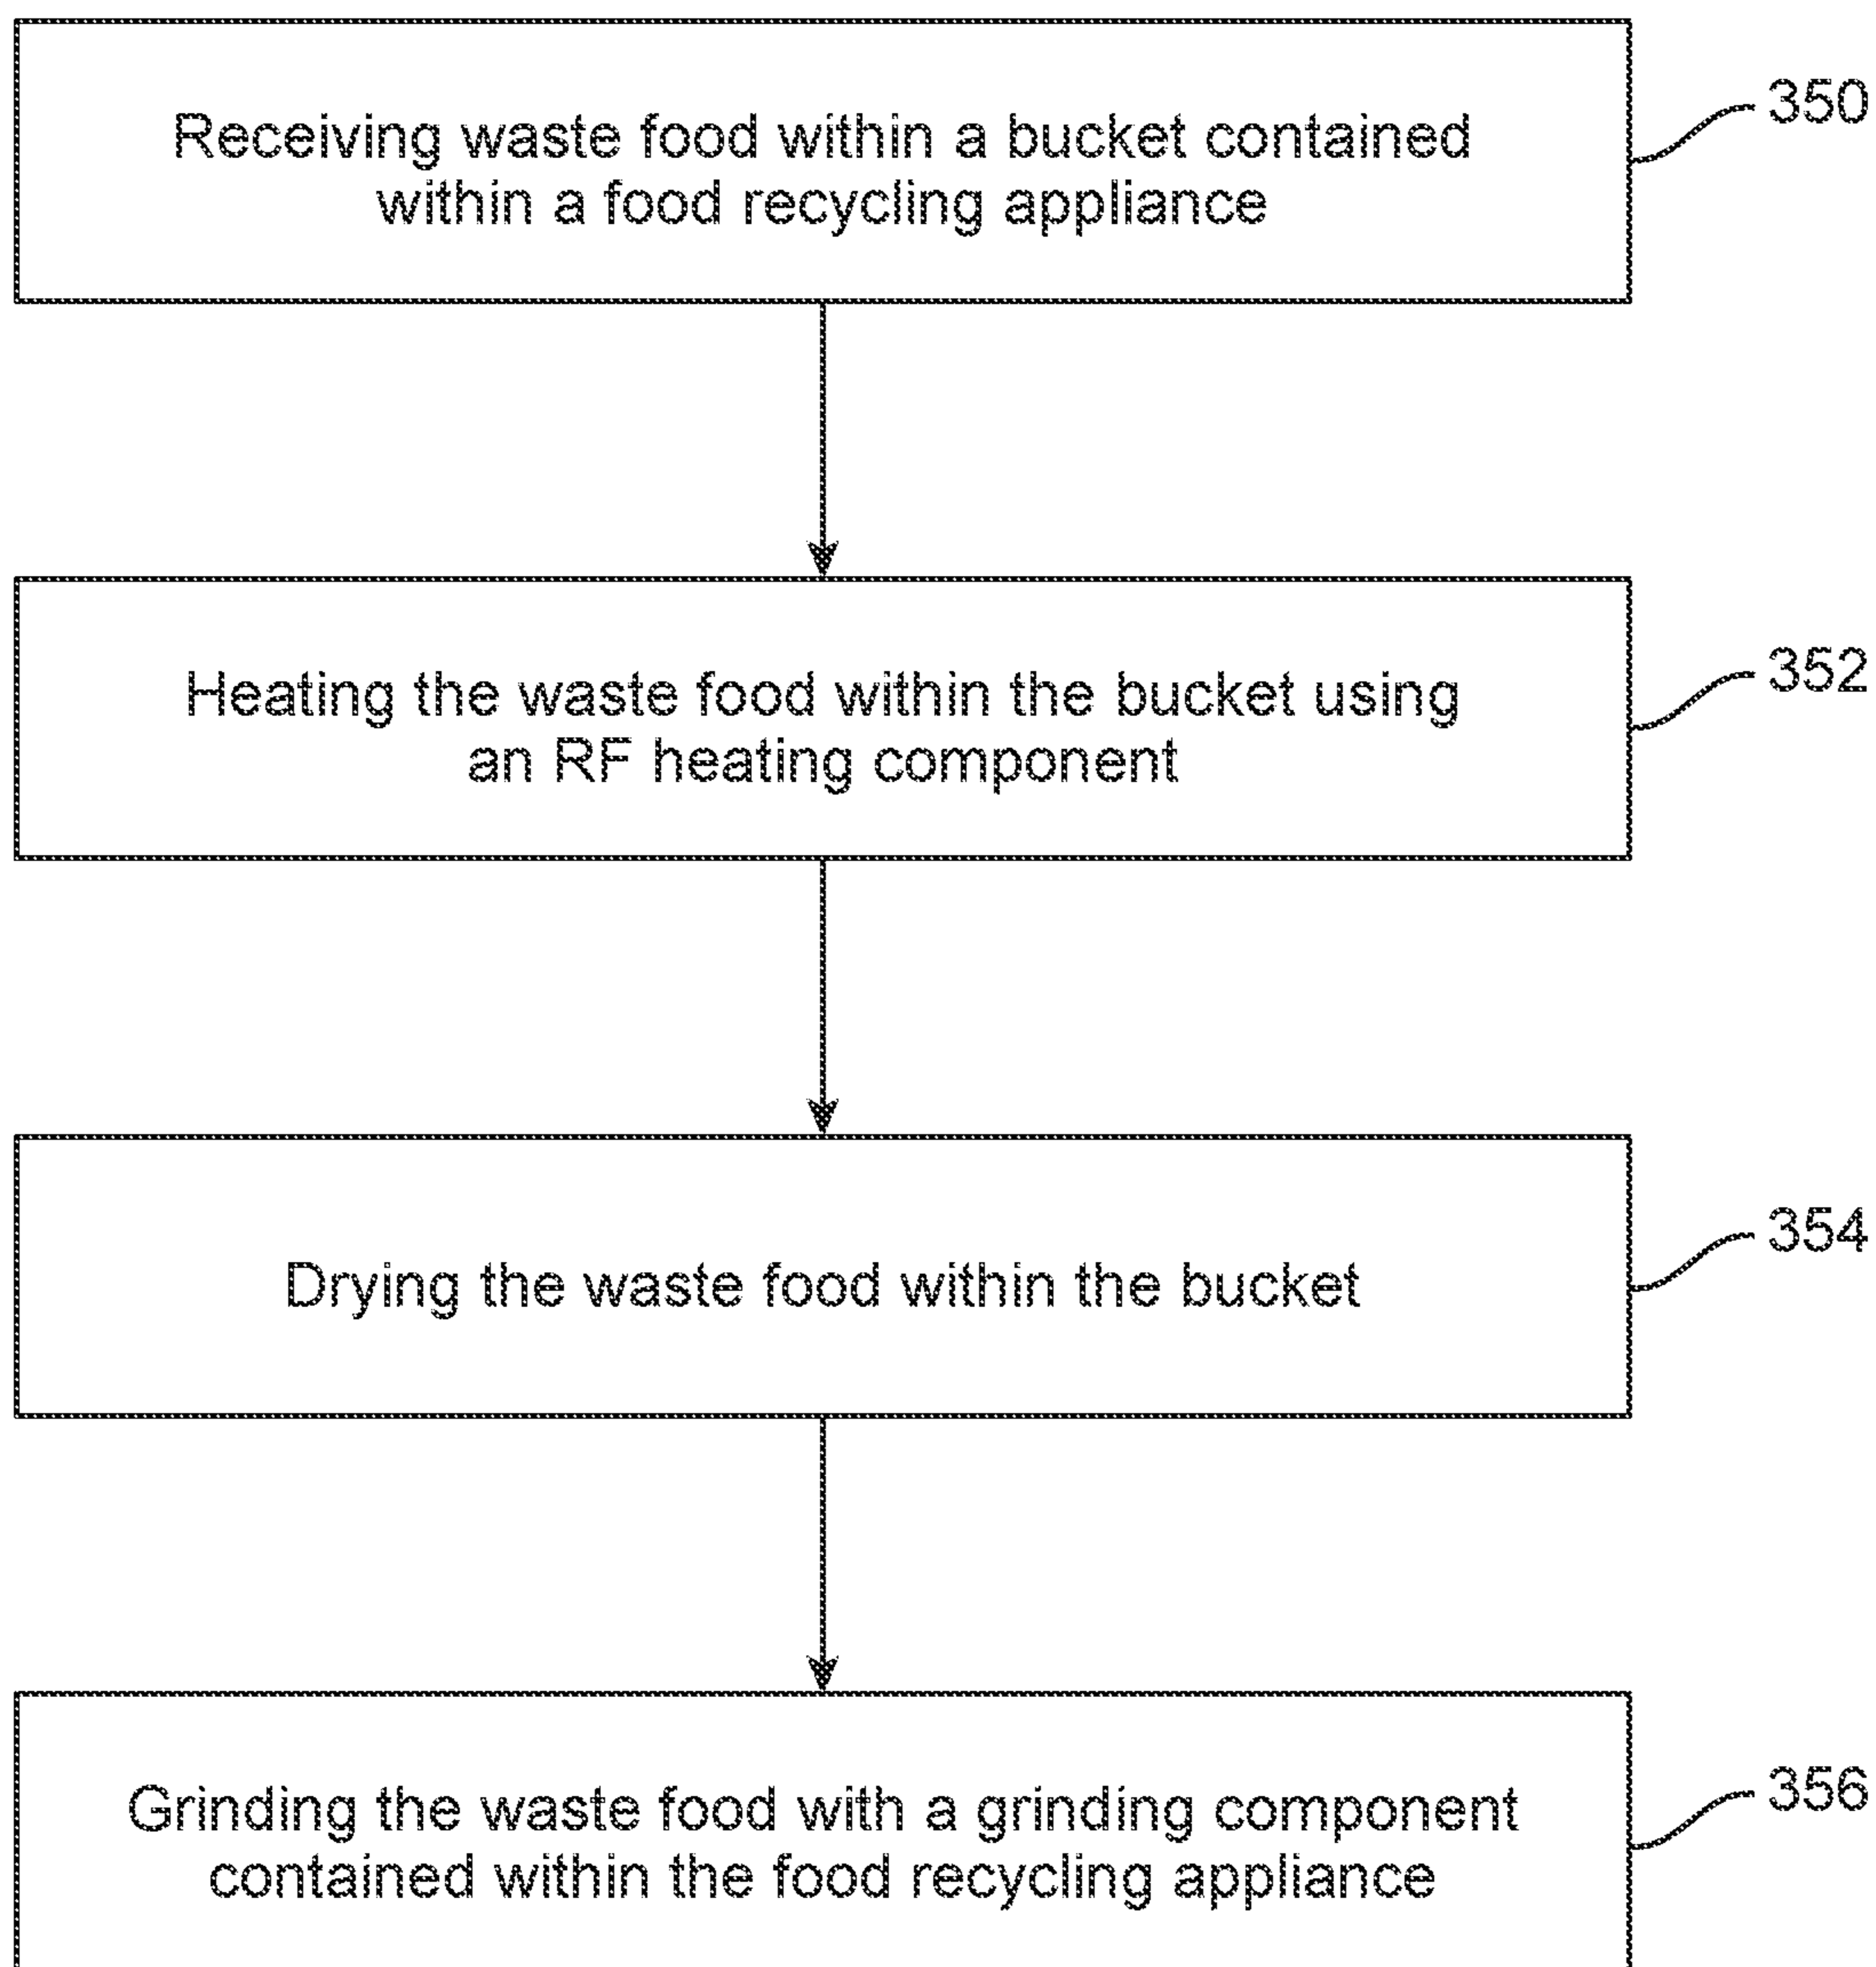 Receiving waste food within a bucket contained
within a food recycling appliance
350
Heating the waste food within the bucket using
an RF heating component
352
Drying the waste food within the bucket
354
Grinding the waste food with a grinding component
contained within the food recycling appliance
356